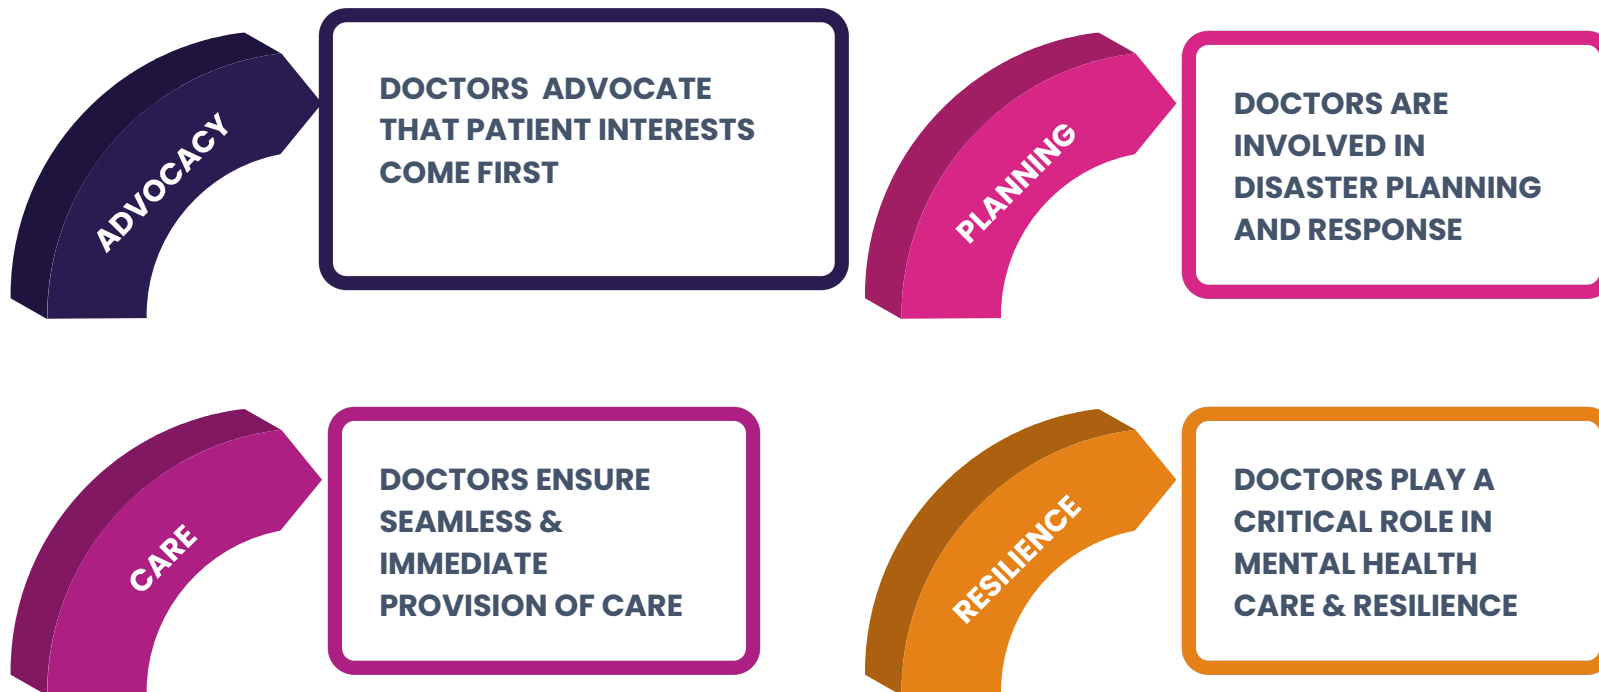 ADVOCACY
DOCTORS  ADVOCATE
THAT PATIENT INTERESTS
COME FIRST
PLANNING
DOCTORS ARE
INVOLVED IN
DISASTER PLANNING
AND RESPONSE
CARE
DOCTORS ENSURE
SEAMLESS &
IMMEDIATE
PROVISION OF CARE
RESILIENCE
DOCTORS PLAY A
CRITICAL ROLE IN
MENTAL HEALTH
CARE & RESILIENCE